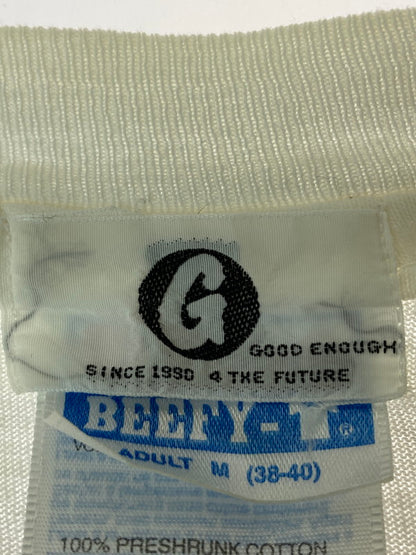 G
GOOD ENOUGH
SINCE 1990 4 THE FUTURE
BEEFY-T®
ADULT M (38-40)
100% PRESHRUNK COTTON